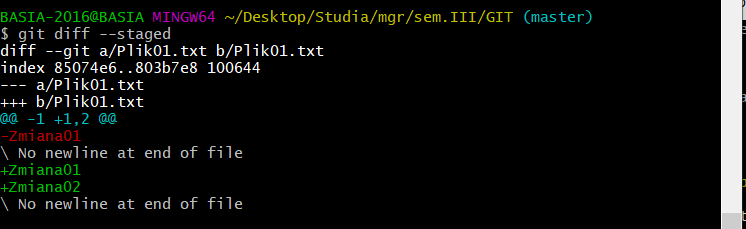 BASIA-2016@BASIA MINGW64 ~/Desktop/Studia/mgr/sem.III/GIT (master)
$ git diff --staged
diff --git a/Plik01.txt b/Plik01.txt
index 85074e6..803b7e8 100644
--- a/Plik01.txt
+++ b/Plik01.txt
@@ -1 +1,2 @@
-Zmiana01
\ No newline at end of file
+Zmiana01
+Zmiana02
\ No newline at end of file